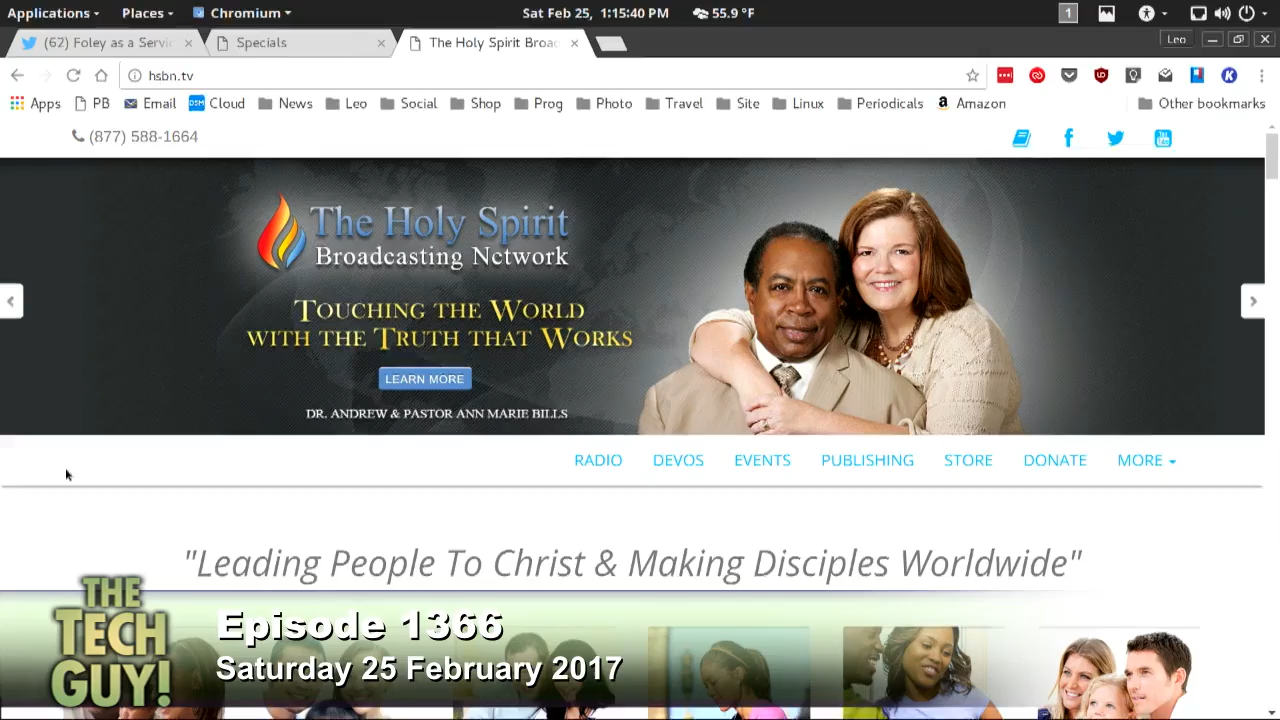 Applications Places Chromium Sat Feb 25, 1:15:40 PM 55.9 °F 1
(62) Foley as a Servic × Specials × The Holy Spirit Broad × Leo
hsbn.tv
Apps PB Email DSM Cloud News Leo Social Shop Prog Photo Travel Site Linux Periodicals a Amazon Other bookmarks
(877) 588-1664
The Holy Spirit
Broadcasting Network
Touching the World
with the Truth that Works
LEARN MORE
DR. ANDREW & PASTOR ANN MARIE BILLS
RADIO DEVOS EVENTS PUBLISHING STORE DONATE MORE
"Leading People To Christ & Making Disciples Worldwide"
THE
TECH
GUY!
Episode 1366
Saturday 25 February 2017